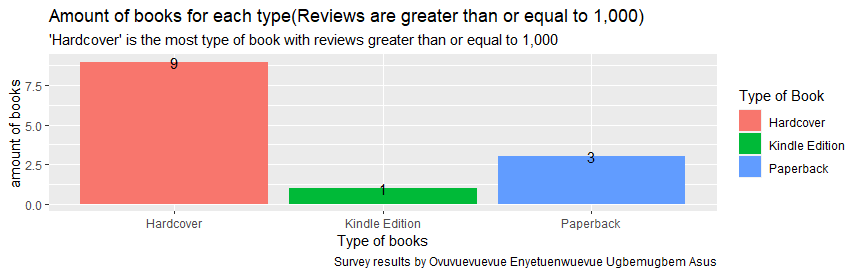 Amount of books for each type(Reviews are greater than or equal to 1,000)
'Hardcover' is the most type of book with reviews greater than or equal to 1,000
amount of books
7.5
5.0
2.5
0.0
9
1
3
Hardcover
Kindle Edition
Paperback
Type of books
Type of Book
Hardcover
Kindle Edition
Paperback
Survey results by Ovuvuevuevue Enyetuenwuevue Ugbemugbem Asus